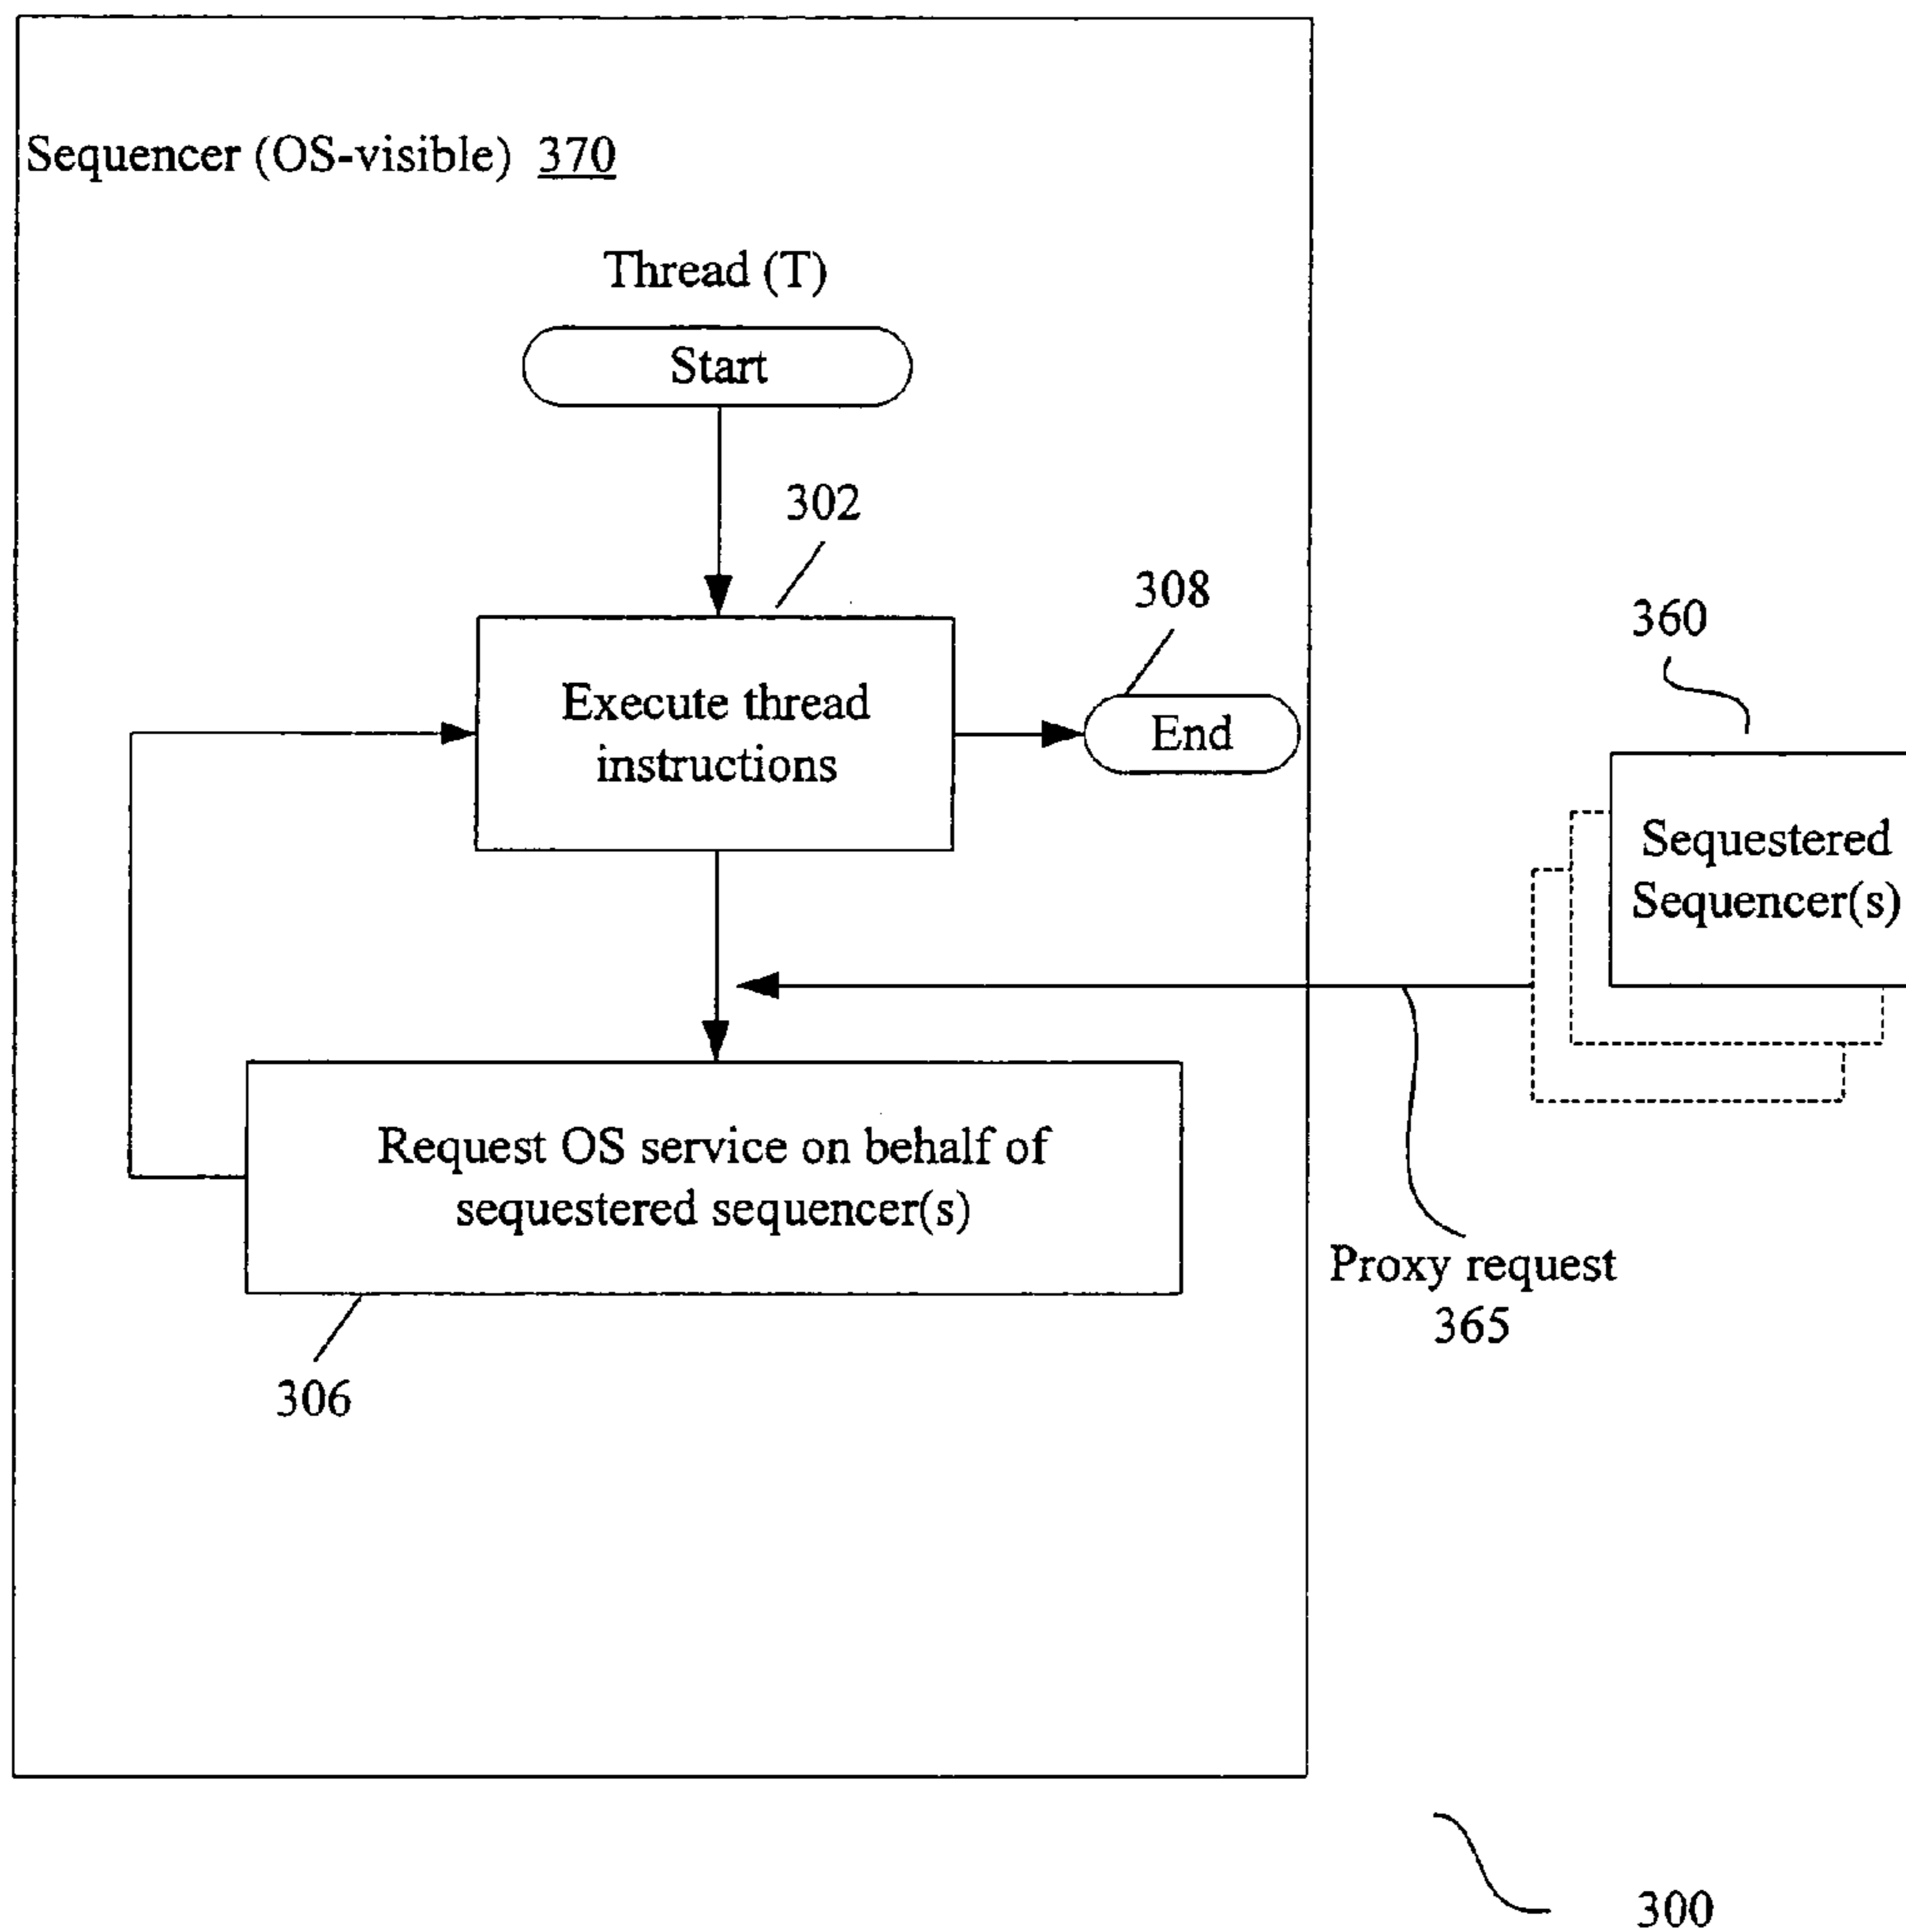 Sequencer (OS-visible) 370
Thread (T)
Start
302
308
360
Execute thread
instructions
End
Sequestered
Sequencer(s)
Request OS service on behalf of
sequestered sequencer(s)
Proxy request
365
306
300